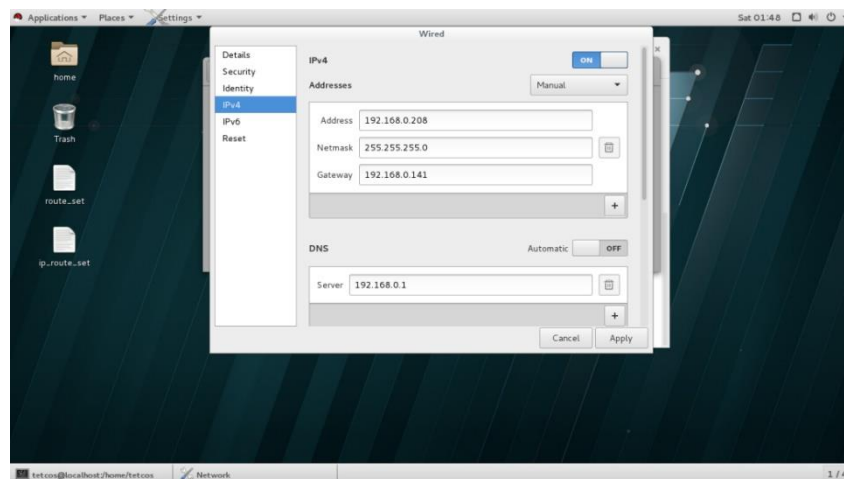 Applications Places Settings Sat 01:48
Wired
home
Trash
route_set
ip_route_set
Details
Security
Identity
IPv4
IPv6
Reset
IPv4 ON
Addresses Manual
Address 192.168.0.208
Netmask 255.255.255.0
Gateway 192.168.0.141
+
DNS Automatic OFF
Server 192.168.0.1
+
Cancel Apply
tetcos@localhost:/home/tetcos Network 1 / 4